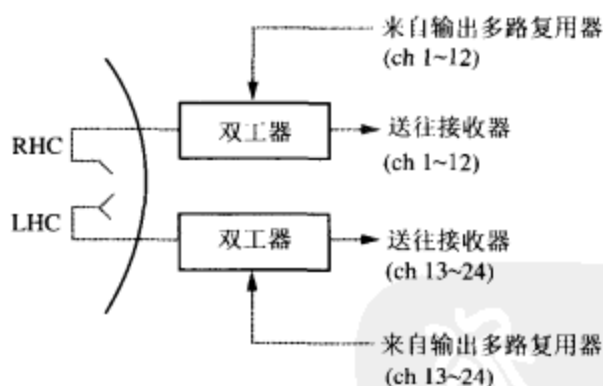 来自输出多路复用器
(ch 1~12)
双工器
送往接收器
(ch 1~12)
RHC
LHC
双工器
送往接收器
(ch 13~24)
来自输出多路复用器
(ch 13~24)